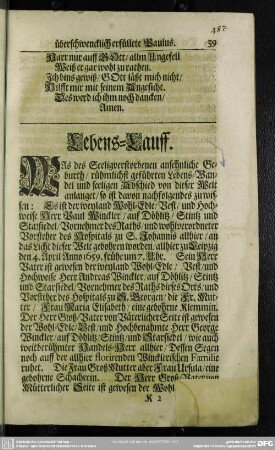 487.
überschwencklich erfüllete Paulus. 59
Harr nur auff GOtt / allm Ungefell
Weiß er gar wohl zu rathen.
Ich bins gewiß / GOtt läßt mich nicht /
Hilfft mir mit seinem Angesicht.
Des werd ich ihm noch dancken /
Amen.
Lebens-Lauff.
WAs des Seeligverstorbenen ansehnliche Ge-
burth / rühmlichst geführten Lebens-Wan-
del und seeligen Abschied von dieser Welt
anlanget / so ist davon nachfolgendes zu wis-
sen: Es ist der weyland Wohl-Edle / Vest / und Hoch-
weise Herr Paul Winckler / auf Döhlitz / Stintz und
Starsiedel / Vornehmer des Raths / und wohlverordneter
Vorsteher des Hospitals zu S. Johannis allhier / an
das Licht dieser Welt gebohren worden / allhier zu Leipzig
den 4. April Anno 1659. früh um 7. Uhr. Sein Herr
Vater ist gewesen der weyland Wohl-Edle / Vest / und
Hochweise Herr Andreas Winckler / auf Döhlitz / Stintz
und Starsiedel / Vornehmer des Raths dieses Orts / und
Vorsteher des Hospitals zu S. Georgen; die Fr. Mut-
ter / Frau Maria Elisabeth / eine gebohrne Klemmin.
Der Herr Groß-Vater von Väterlicher Seite ist gewesen
der Wohl-Edle / Vest- und Hochbenahmte Herr George
Winckler / auf Döhlitz / Stintz / und Starsiedel / wie auch
weitberühmter Handels-Herr allhier / Dessen Segen
noch auff der allhier florirenden Wincklerischen Familie
ruhet. Die Frau Groß Mutter aber Frau Ursula / eine
gebohrne Schacherin. Der Herr Groß-Vater von
Mütterlicher Seite ist gewesen der Wohl
K 2